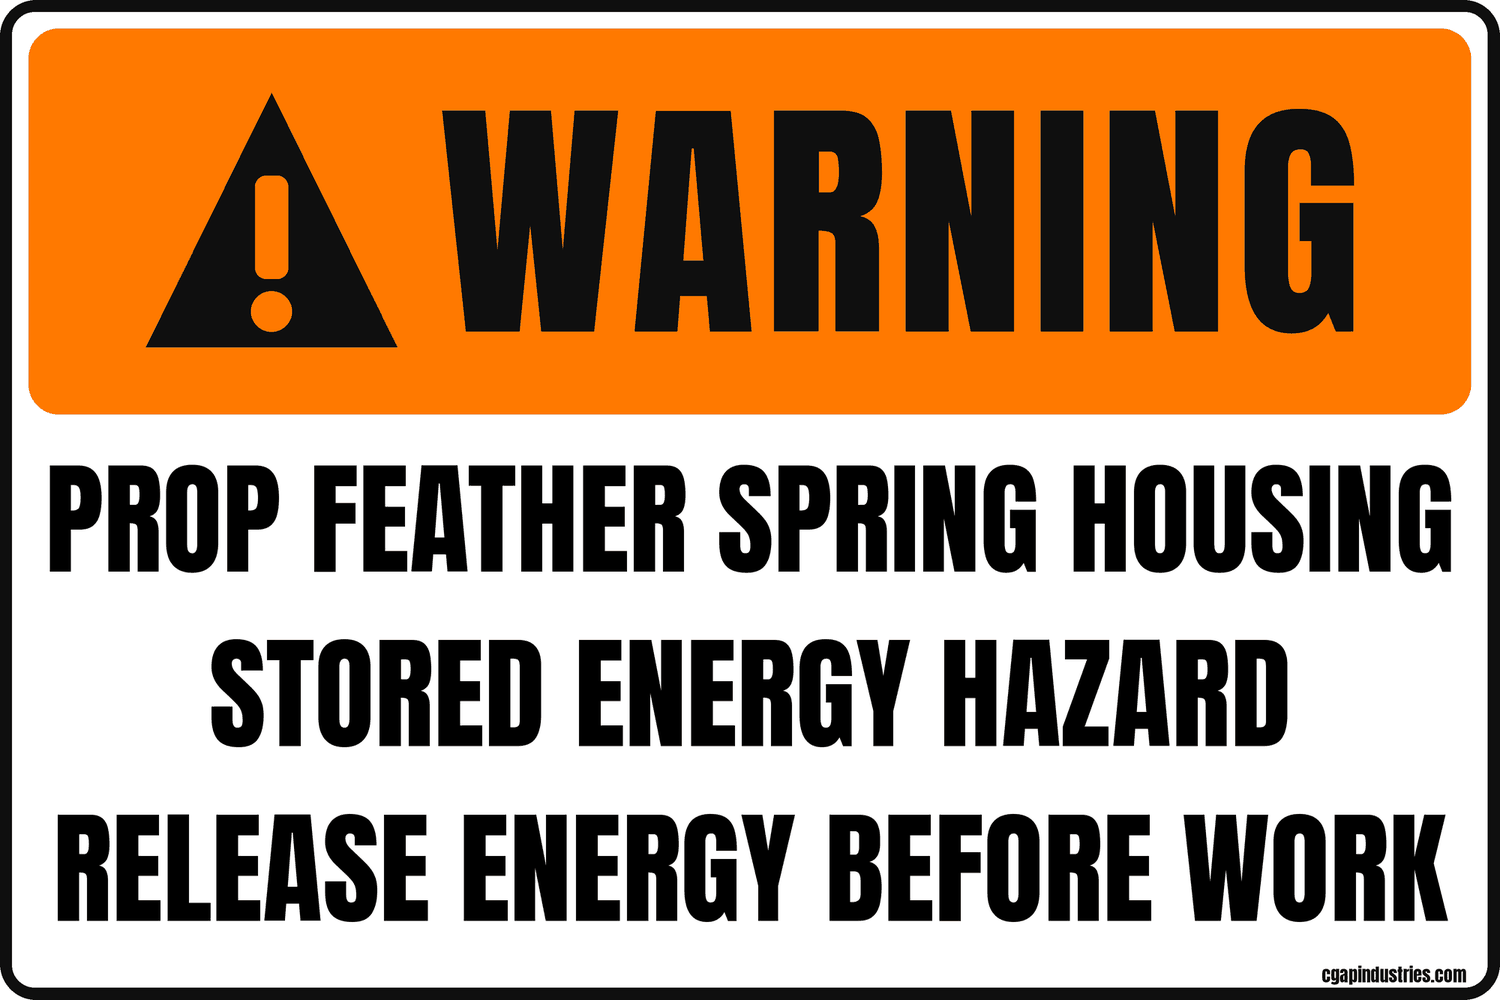 WARNING
PROP FEATHER SPRING HOUSING
STORED ENERGY HAZARD
RELEASE ENERGY BEFORE WORK
cgapindustries.com